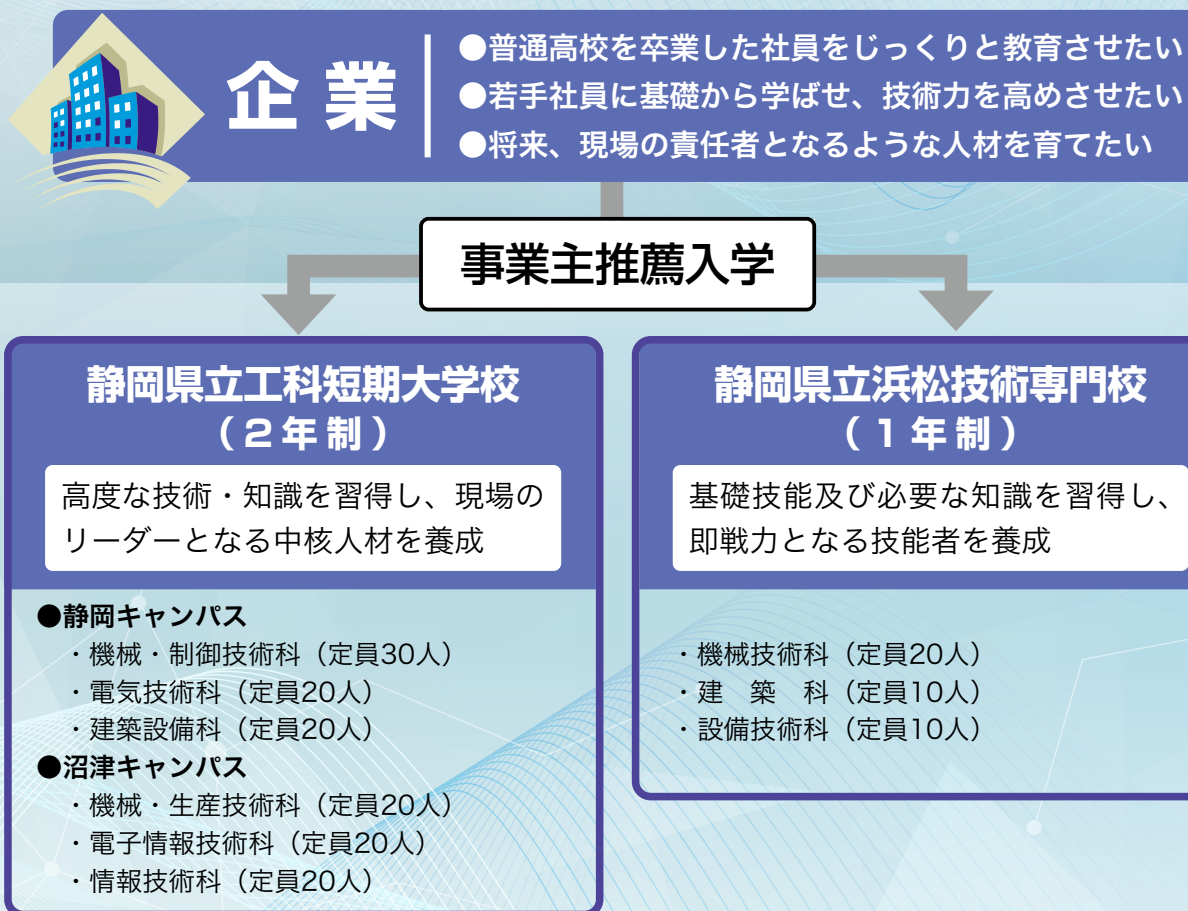 企業
●普通高校を卒業した社員をじっくりと教育させたい
●若手社員に基礎から学ばせ、技術力を高めさせたい
●将来、現場の責任者となるような人材を育てたい
事業主推薦入学
静岡県立工科短期大学校
（２年制）
高度な技術・知識を習得し、現場の
リーダーとなる中核人材を養成
●静岡キャンパス
・機械・制御技術科（定員30人）
・電気技術科（定員20人）
・建築設備科（定員20人）
●沼津キャンパス
・機械・生産技術科（定員20人）
・電子情報技術科（定員20人）
・情報技術科（定員20人）
静岡県立浜松技術専門校
（１年制）
基礎技能及び必要な知識を習得し、
即戦力となる技能者を養成
・機械技術科（定員20人）
・建　築　科（定員10人）
・設備技術科（定員10人）